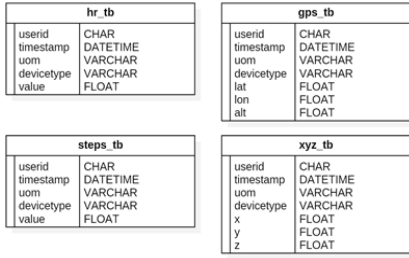 hr_tb
userid CHAR
timestamp DATETIME
uom VARCHAR
devicetype VARCHAR
value FLOAT
gps_tb
userid CHAR
timestamp DATETIME
uom VARCHAR
devicetype VARCHAR
lat FLOAT
lon FLOAT
alt FLOAT
steps_tb
userid CHAR
timestamp DATETIME
uom VARCHAR
devicetype VARCHAR
value FLOAT
xyz_tb
userid CHAR
timestamp DATETIME
uom VARCHAR
devicetype VARCHAR
x FLOAT
y FLOAT
z FLOAT